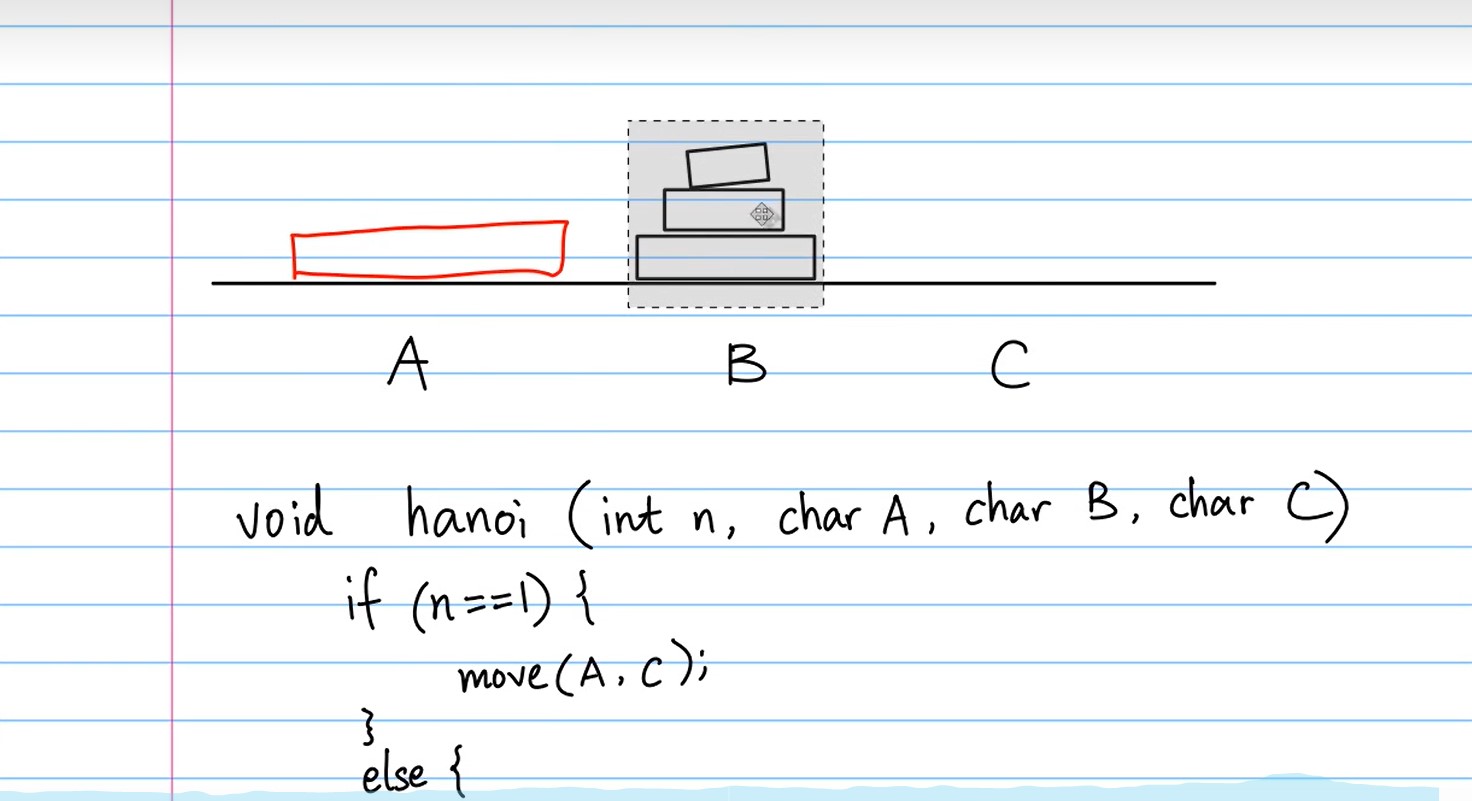 A B C
void hanoi (int n, char A, char B, char C)
if (n==1) {
move(A, C);
}
else {